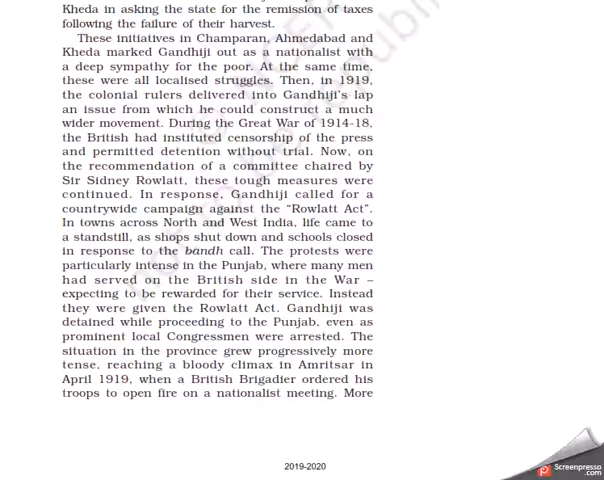 Kheda in asking the state for the remission of taxes
following the failure of their harvest.
These initiatives in Champaran, Ahmedabad and
Kheda marked Gandhiji out as a nationalist with
a deep sympathy for the poor. At the same time,
these were all localised struggles. Then, in 1919,
the colonial rulers delivered into Gandhiji's lap
an issue from which he could construct a much
wider movement. During the Great War of 1914-18,
the British had instituted censorship of the press
and permitted detention without trial. Now, on
the recommendation of a committee chaired by
Sir Sidney Rowlatt, these tough measures were
continued. In response, Gandhiji called for a
countrywide campaign against the “Rowlatt Act”.
In towns across North and West India, life came to
a standstill, as shops shut down and schools closed
in response to the bandh call. The protests were
particularly intense in the Punjab, where many men
had served on the British side in the War –
expecting to be rewarded for their service. Instead
they were given the Rowlatt Act. Gandhiji was
detained while proceeding to the Punjab, even as
prominent local Congressmen were arrested. The
situation in the province grew progressively more
tense, reaching a bloody climax in Amritsar in
April 1919, when a British Brigadier ordered his
troops to open fire on a nationalist meeting. More
2019-2020
Screenpresso
.com